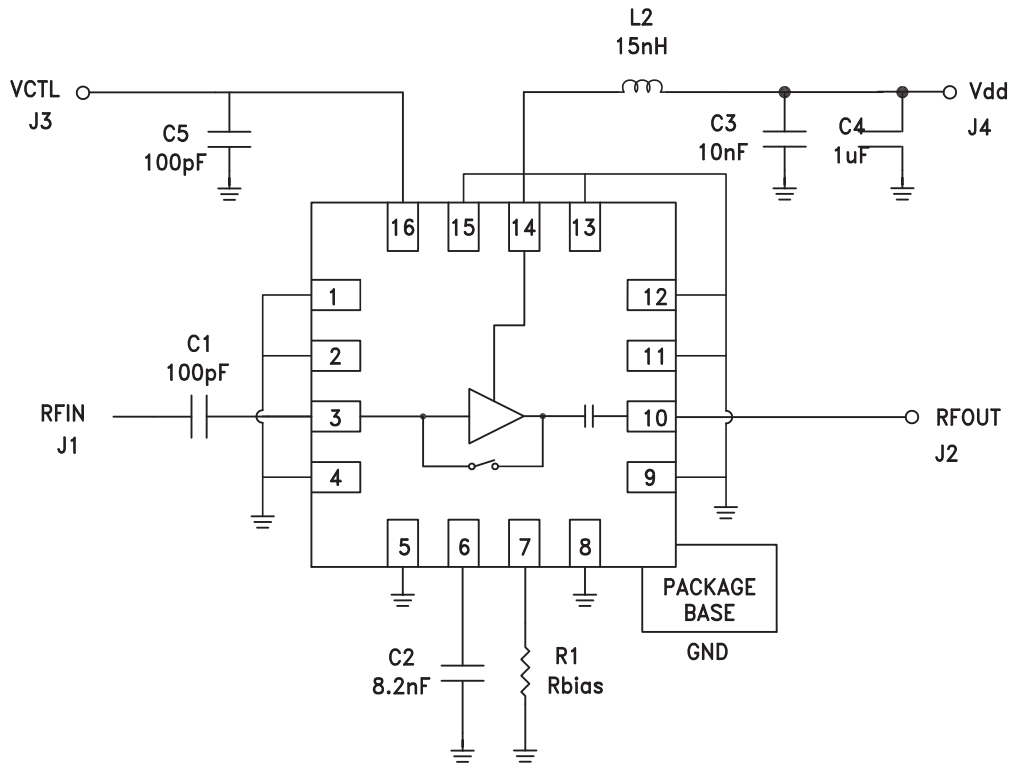 L2
15nH
VCTL
J3
C5
100pF
C3
10nF
C4
1uF
Vdd
J4
16
15
14
13
1
12
2
11
C1
100pF
RFIN
J1
3
10
RFOUT
J2
4
9
5
6
7
8
PACKAGE
BASE
GND
C2
8.2nF
R1
Rbias